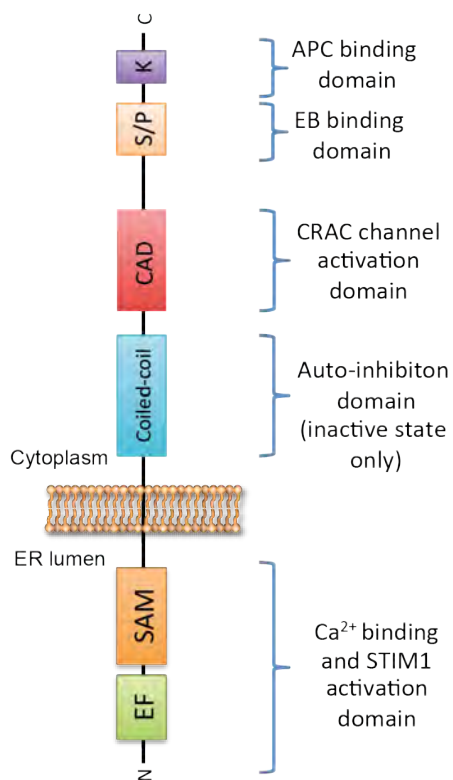 C
K
APC binding
domain
S/P
EB binding
domain
CAD
CRAC channel
activation
domain
Coiled-coil
Auto-inhibiton
domain
(inactive state
only)
Cytoplasm
ER lumen
SAM
EF
Ca²⁺ binding
and STIM1
activation
domain
N